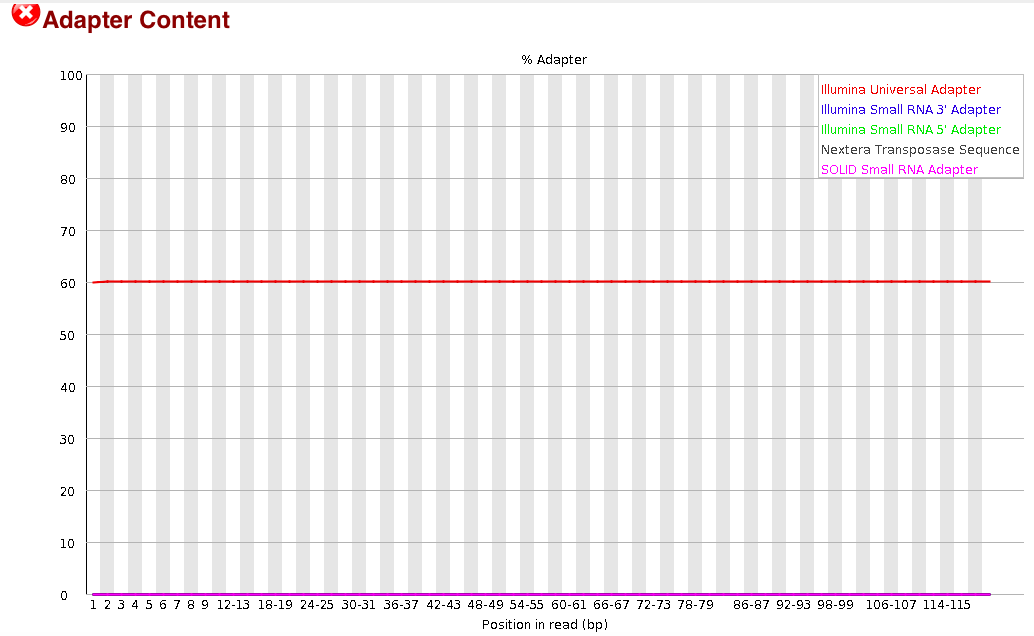 Adapter Content
% Adapter
100
90
80
70
60
50
40
30
20
10
0
Illumina Universal Adapter
Illumina Small RNA 3' Adapter
Illumina Small RNA 5' Adapter
Nextera Transposase Sequence
SOLID Small RNA Adapter
1 2 3 4 5 6 7 8 9 12-13 18-19 24-25 30-31 36-37 42-43 48-49 54-55 60-61 66-67 72-73 78-79 86-87 92-93 98-99 106-107 114-115
Position in read (bp)